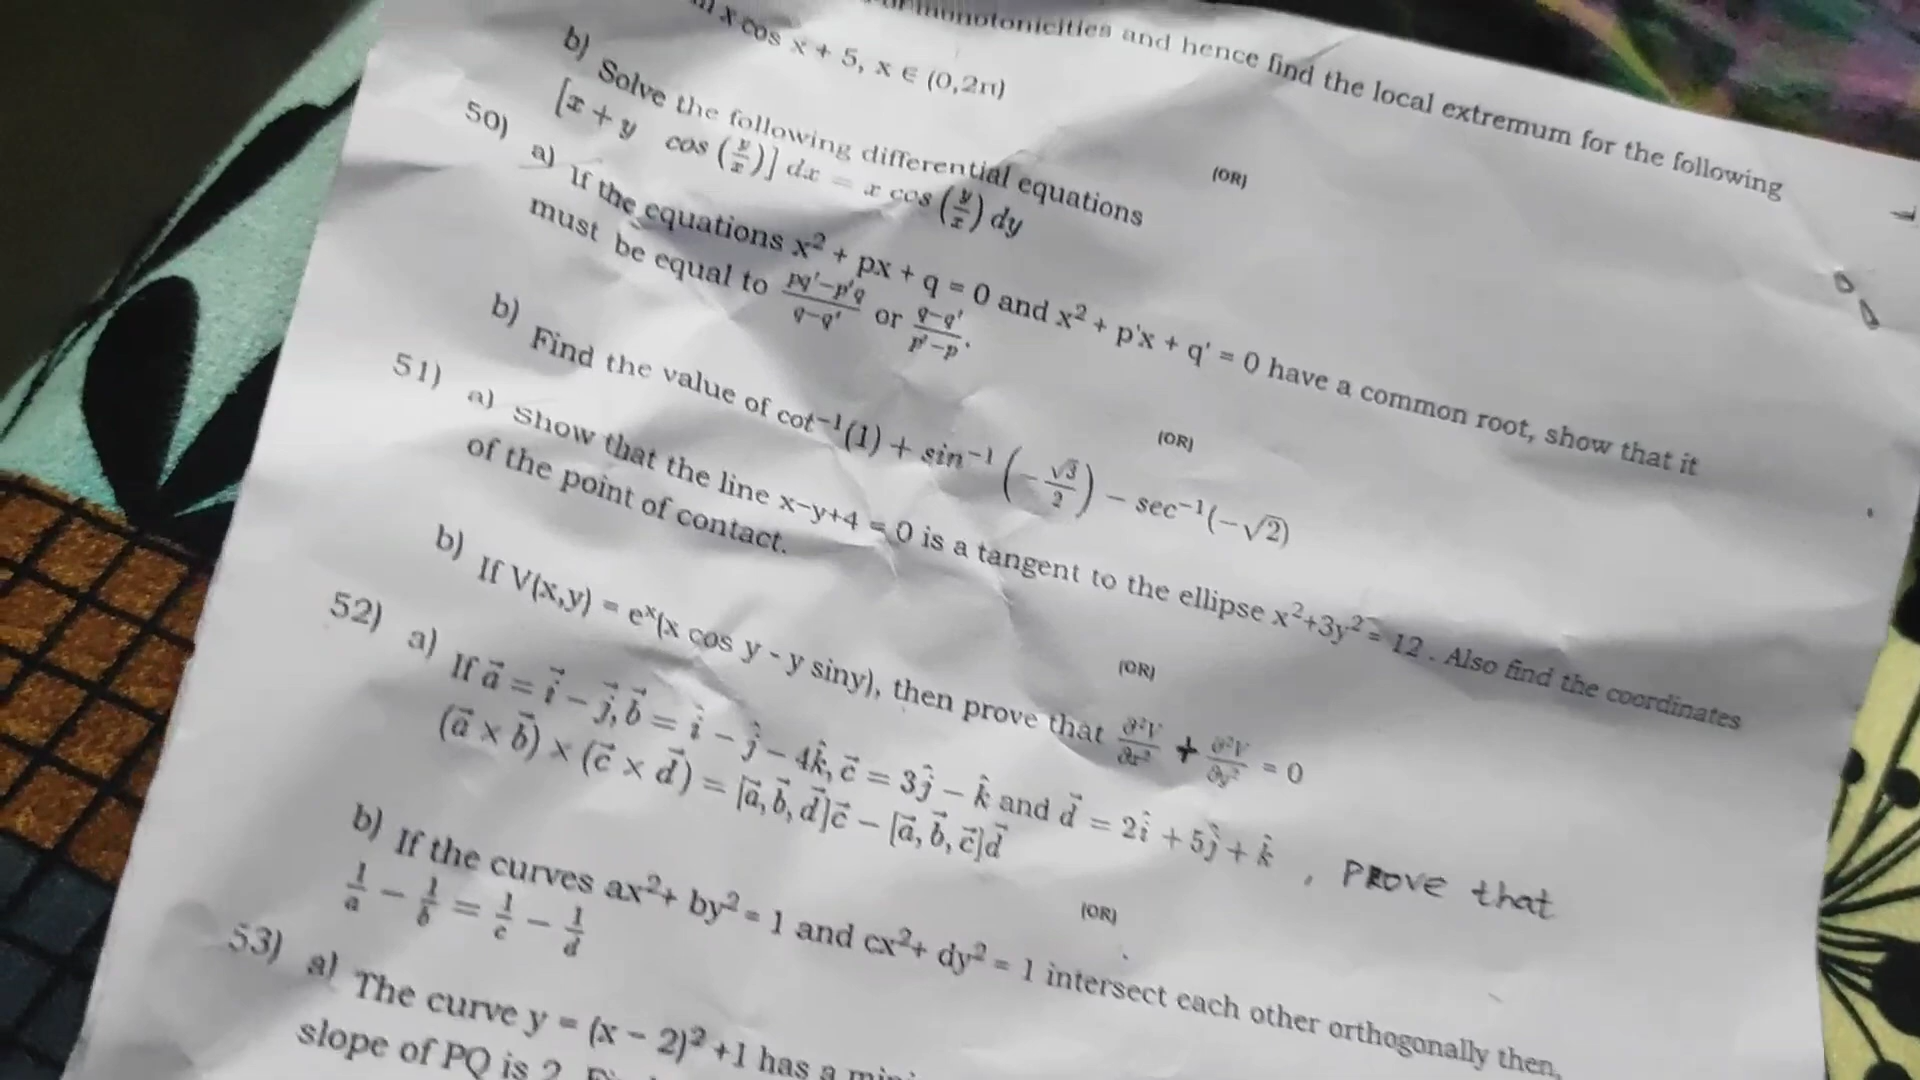 monotonicities and hence find the local extremum for the following
x cos x + 5, x ∈ (0,2π)
(OR)
b) Solve the following differential equations
[x + y cos (y/x)] dx = x cos (y/x) dy
50) a) If the equations x² + px + q = 0 and x² + p'x + q' = 0 have a common root, show that it
must be equal to pq'−p'q/q−q' or q−q'/p'−p.
(OR)
b) Find the value of cot⁻¹(1) + sin⁻¹ (−√3/2) − sec⁻¹(−√2)
51) a) Show that the line x−y+4 = 0 is a tangent to the ellipse x²+3y² = 12 . Also find the coordinates
of the point of contact.
(OR)
b) If V(x,y) = eˣ(x cos y - y siny), then prove that ∂²V/∂x² + ∂²V/∂y² = 0
52) a) If a⃗ = i⃗ − j⃗, b⃗ = î − ĵ − 4k̂, c⃗ = 3ĵ − k̂ and d⃗ = 2î + 5ĵ + k̂ , PROVE that
(a⃗ × b⃗) × (c⃗ × d⃗) = [a⃗, b⃗, d⃗]c⃗ − [a⃗, b⃗, c⃗]d⃗
(OR)
b) If the curves ax²+ by² = 1 and cx²+ dy² = 1 intersect each other orthogonally then,
1/a − 1/b = 1/c − 1/d
53) a) The curve y = (x − 2)² +1 has a
slope of PQ is 2.